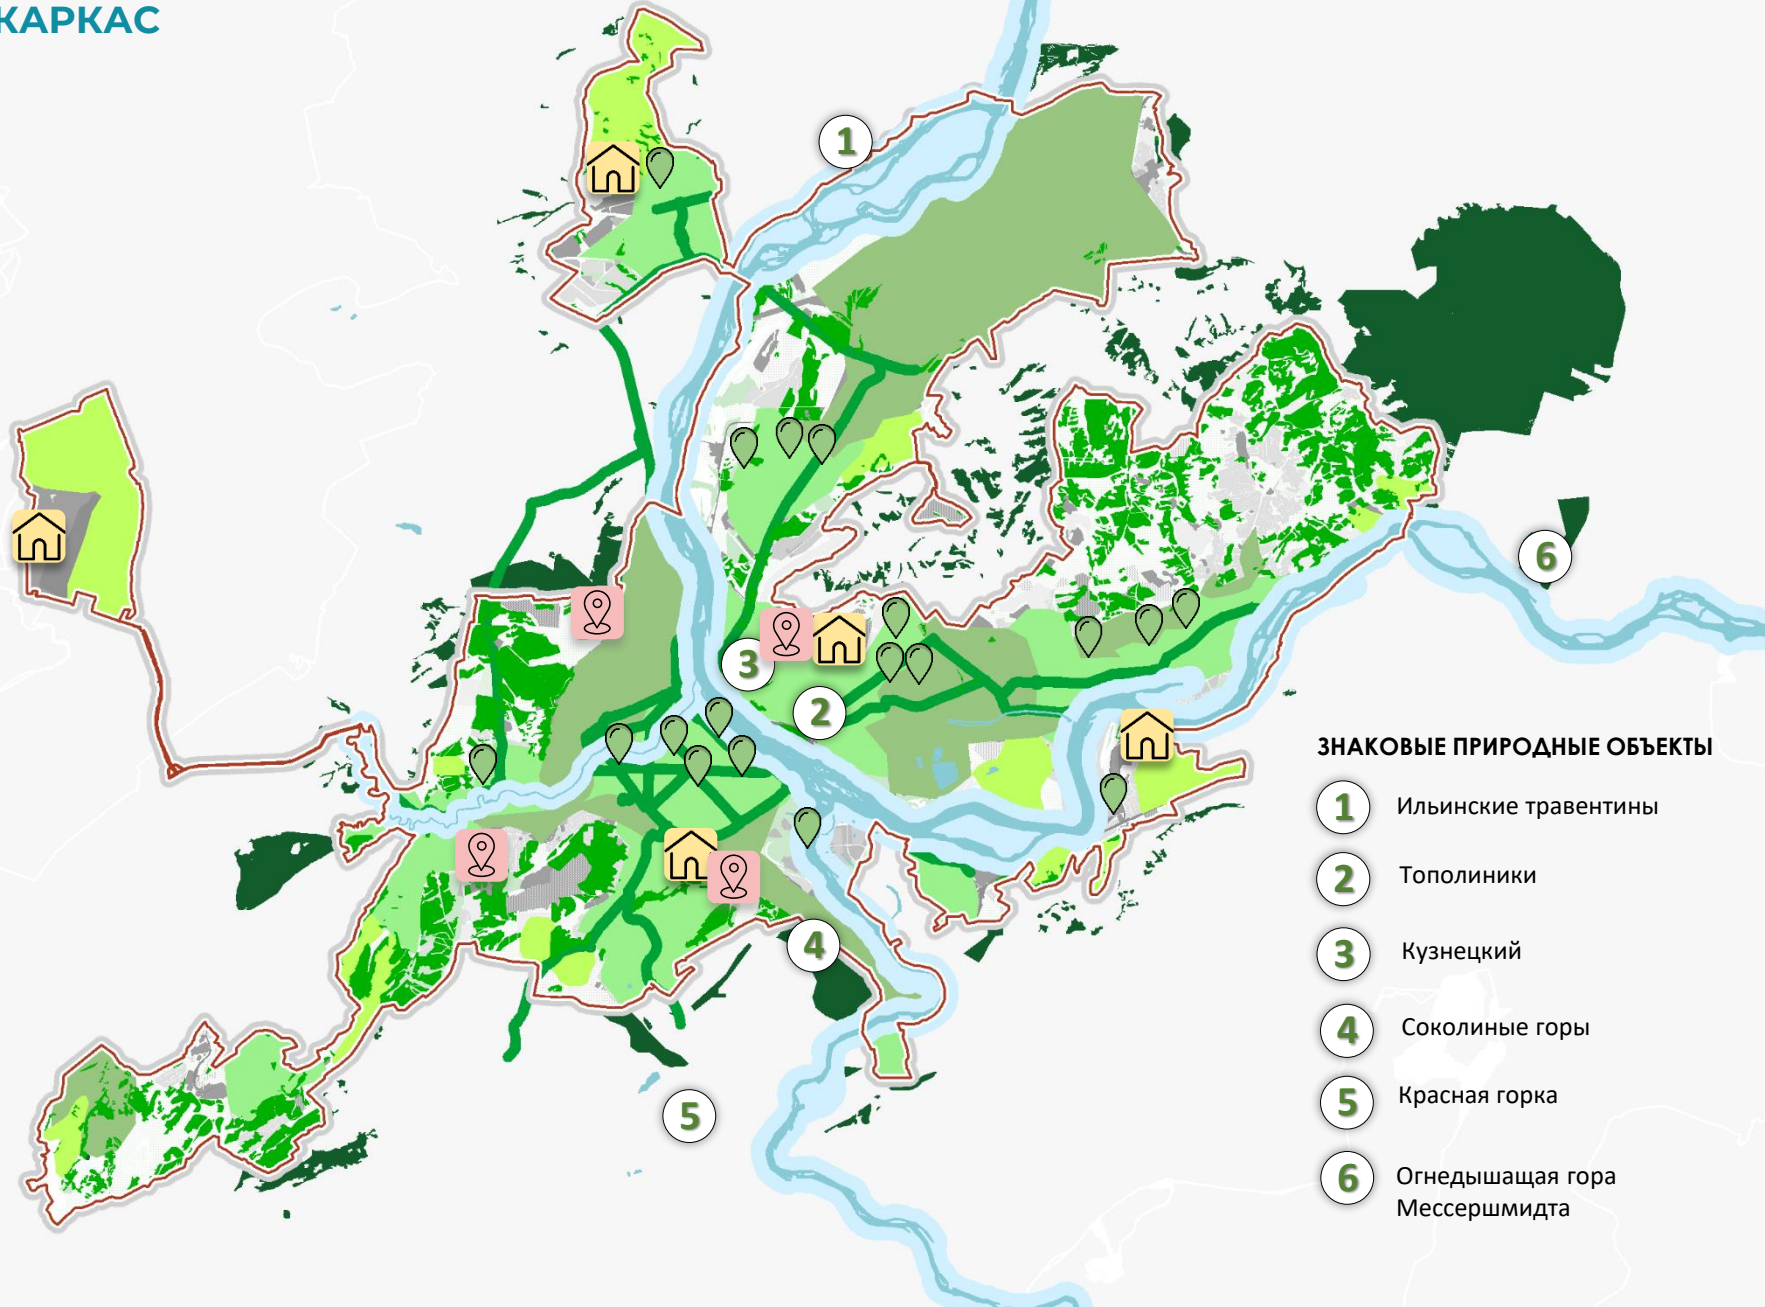 КАРКАС
1
6
3
2
4
5
ЗНАКОВЫЕ ПРИРОДНЫЕ ОБЪЕКТЫ
1 Ильинские травентины
2 Тополиники
3 Кузнецкий
4 Соколиные горы
5 Красная горка
6 Огнедышащая гора
Мессершмидта